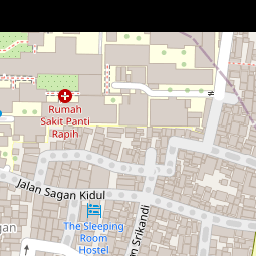 Rumah
Sakit Panti
Rapih
Jalan Sagan Kidul
The Sleeping
Room
Hostel
Srikandi